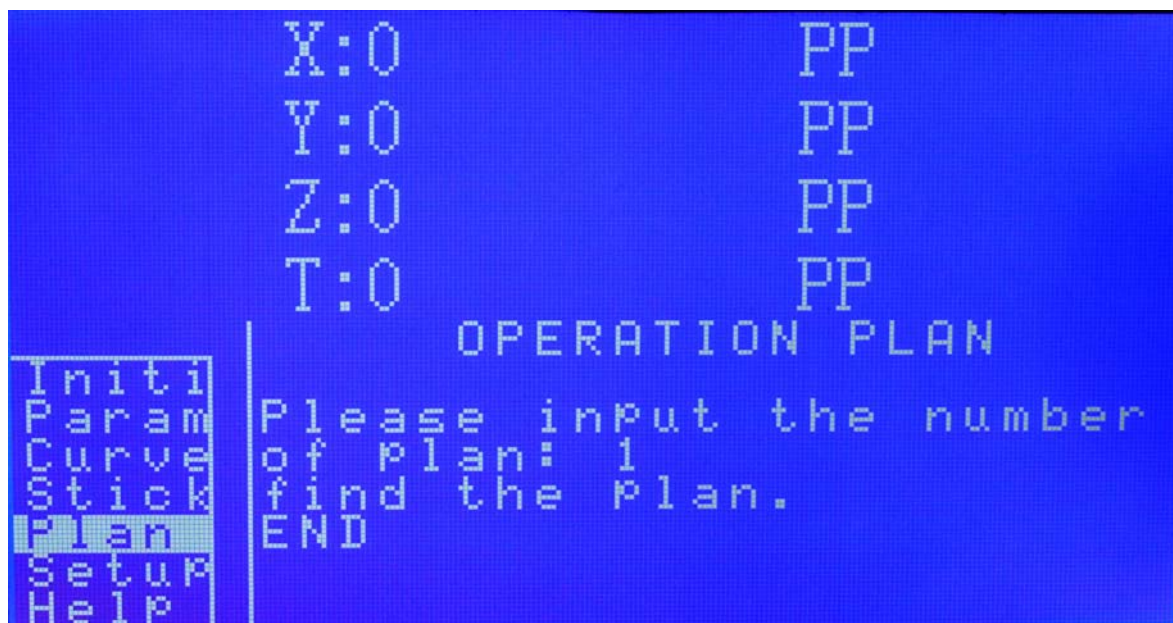 X:0 PP
Y:0 PP
Z:0 PP
T:0 PP
OPERATION PLAN
Initi
Param
Curve
Stick
Plan
Setup
Help
Please input the number
of plan: 1
find the plan.
END